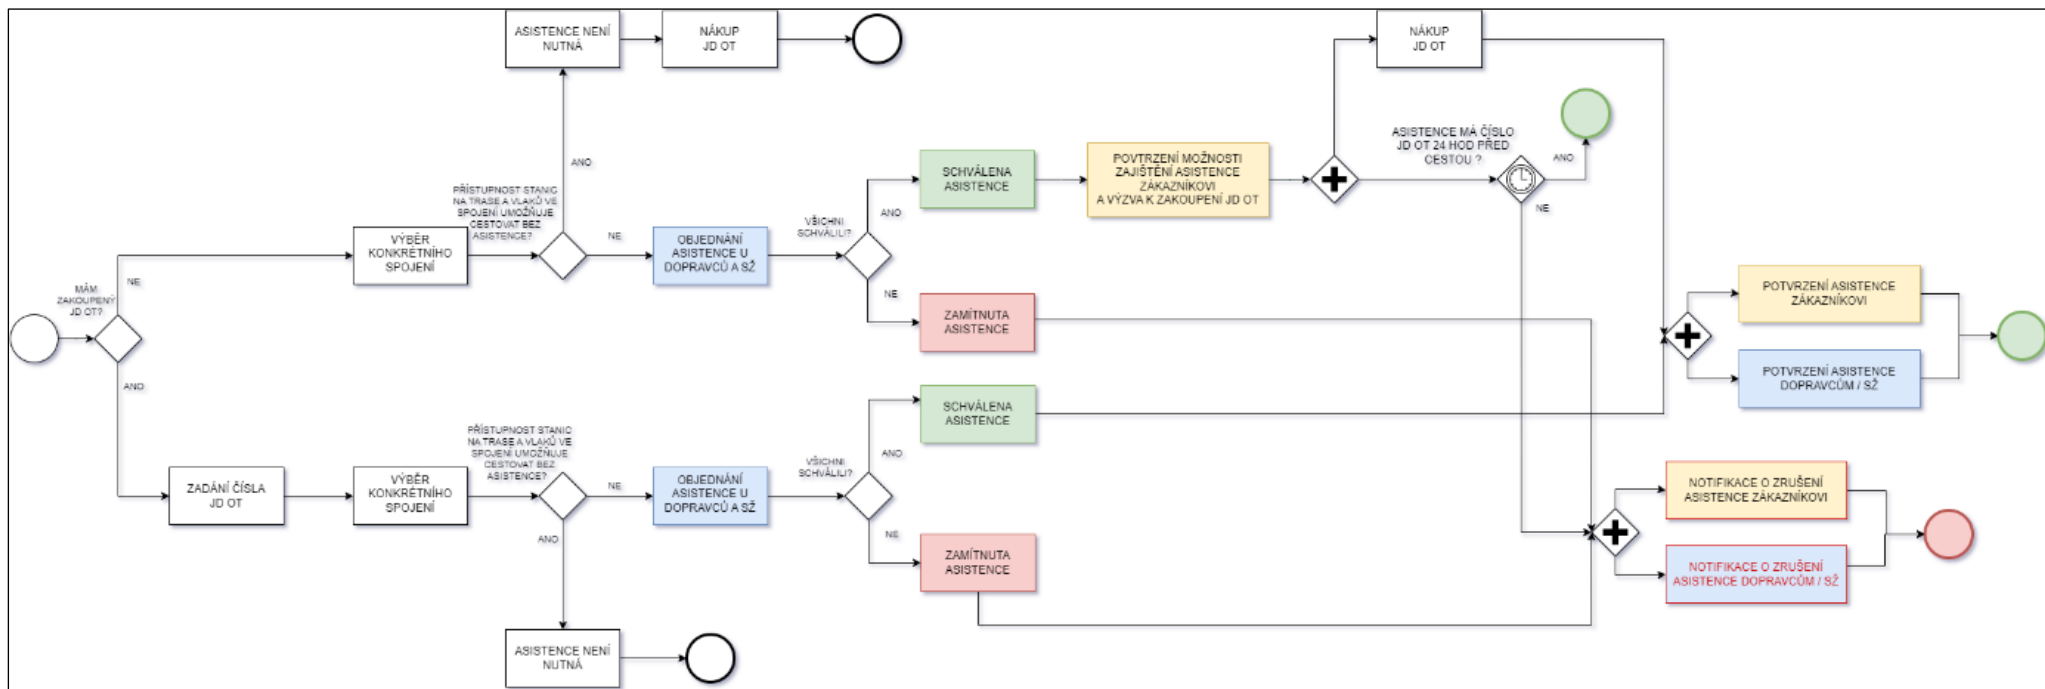 ASISTENCE NENÍ
NUTNÁ
NÁKUP
JD OT
NÁKUP
JD OT
ANO
ASISTENCE MÁ ČÍSLO
JD OT 24 HOD PŘED
CESTOU ?
ANO
NE
PŘÍSTUPNOST STANIC
NA TRASE A VLAKŮ VE
SPOJENÍ UMOŽŇUJE
CESTOVAT BEZ
ASISTENCE?
SCHVÁLENA
ASISTENCE
POVTRZENÍ MOŽNOSTI
ZAJIŠTĚNÍ ASISTENCE
ZÁKAZNÍKOVI
A VÝZVA K ZAKOUPENÍ JD OT
VÝBĚR
KONKRÉTNÍHO
SPOJENÍ
NE
OBJEDNÁNÍ
ASISTENCE U
DOPRAVCŮ A SŽ
VŠICHNI
SCHVÁLILI?
ANO
NE
MÁM
ZAKOUPENÝ
JD OT?
NE
ANO
ZAMÍTNUTA
ASISTENCE
POTVRZENÍ ASISTENCE
ZÁKAZNÍKOVI
POTVRZENÍ ASISTENCE
DOPRAVCŮM / SŽ
SCHVÁLENA
ASISTENCE
PŘÍSTUPNOST STANIC
NA TRASE A VLAKŮ VE
SPOJENÍ UMOŽŇUJE
CESTOVAT BEZ
ASISTENCE?
ZADÁNÍ ČÍSLA
JD OT
VÝBĚR
KONKRÉTNÍHO
SPOJENÍ
NE
ANO
OBJEDNÁNÍ
ASISTENCE U
DOPRAVCŮ A SŽ
VŠICHNI
SCHVÁLILI?
ANO
NE
ZAMÍTNUTA
ASISTENCE
NOTIFIKACE O ZRUŠENÍ
ASISTENCE ZÁKAZNÍKOVI
NOTIFIKACE O ZRUŠENÍ
ASISTENCE DOPRAVCŮM / SŽ
ASISTENCE NENÍ
NUTNÁ